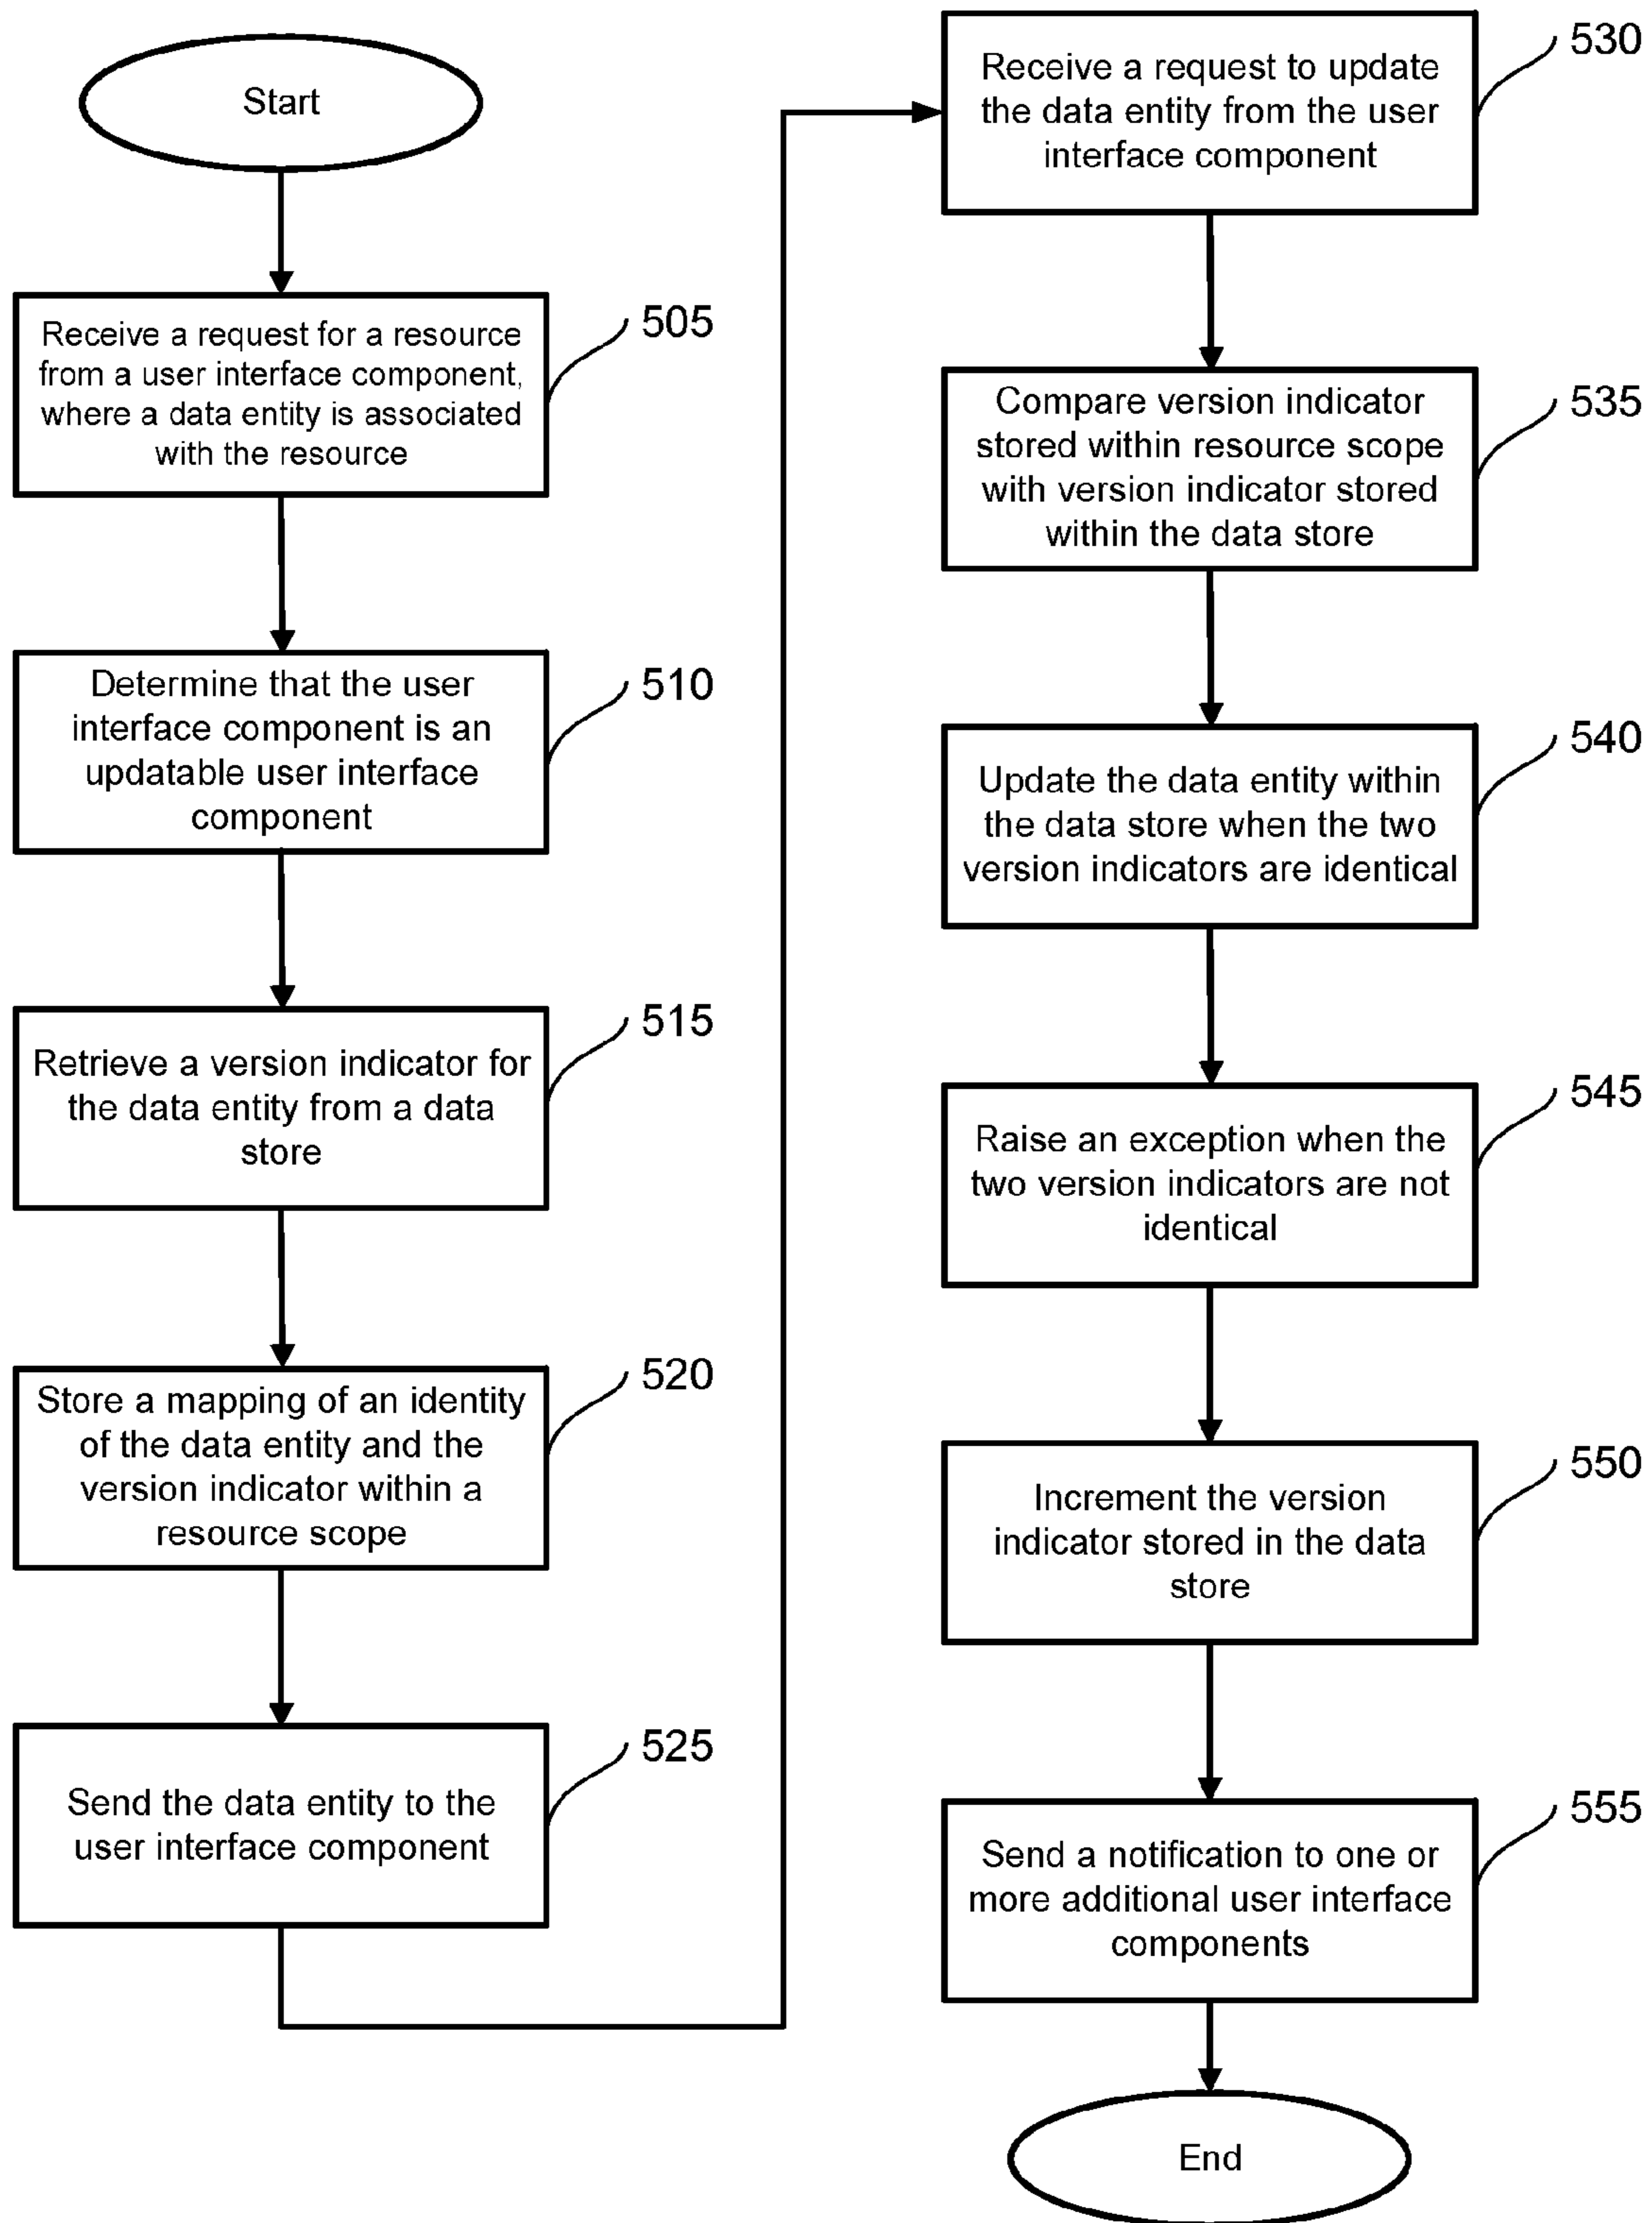 Start
Receive a request for a resource
from a user interface component,
where a data entity is associated
with the resource
505
Determine that the user
interface component is an
updatable user interface
component
510
Retrieve a version indicator for
the data entity from a data
store
515
Store a mapping of an identity
of the data entity and the
version indicator within a
resource scope
520
Send the data entity to the
user interface component
525
Receive a request to update
the data entity from the user
interface component
530
Compare version indicator
stored within resource scope
with version indicator stored
within the data store
535
Update the data entity within
the data store when the two
version indicators are identical
540
Raise an exception when the
two version indicators are not
identical
545
Increment the version
indicator stored in the data
store
550
Send a notification to one or
more additional user interface
components
555
End